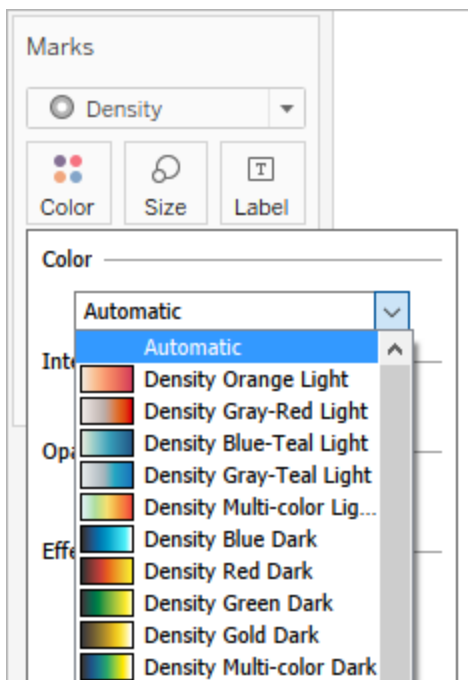 Marks
Density
Color Size Label
T
Color
Automatic
Automatic
Density Orange Light
Density Gray-Red Light
Density Blue-Teal Light
Density Gray-Teal Light
Density Multi-color Lig...
Density Blue Dark
Density Red Dark
Density Green Dark
Density Gold Dark
Density Multi-color Dark